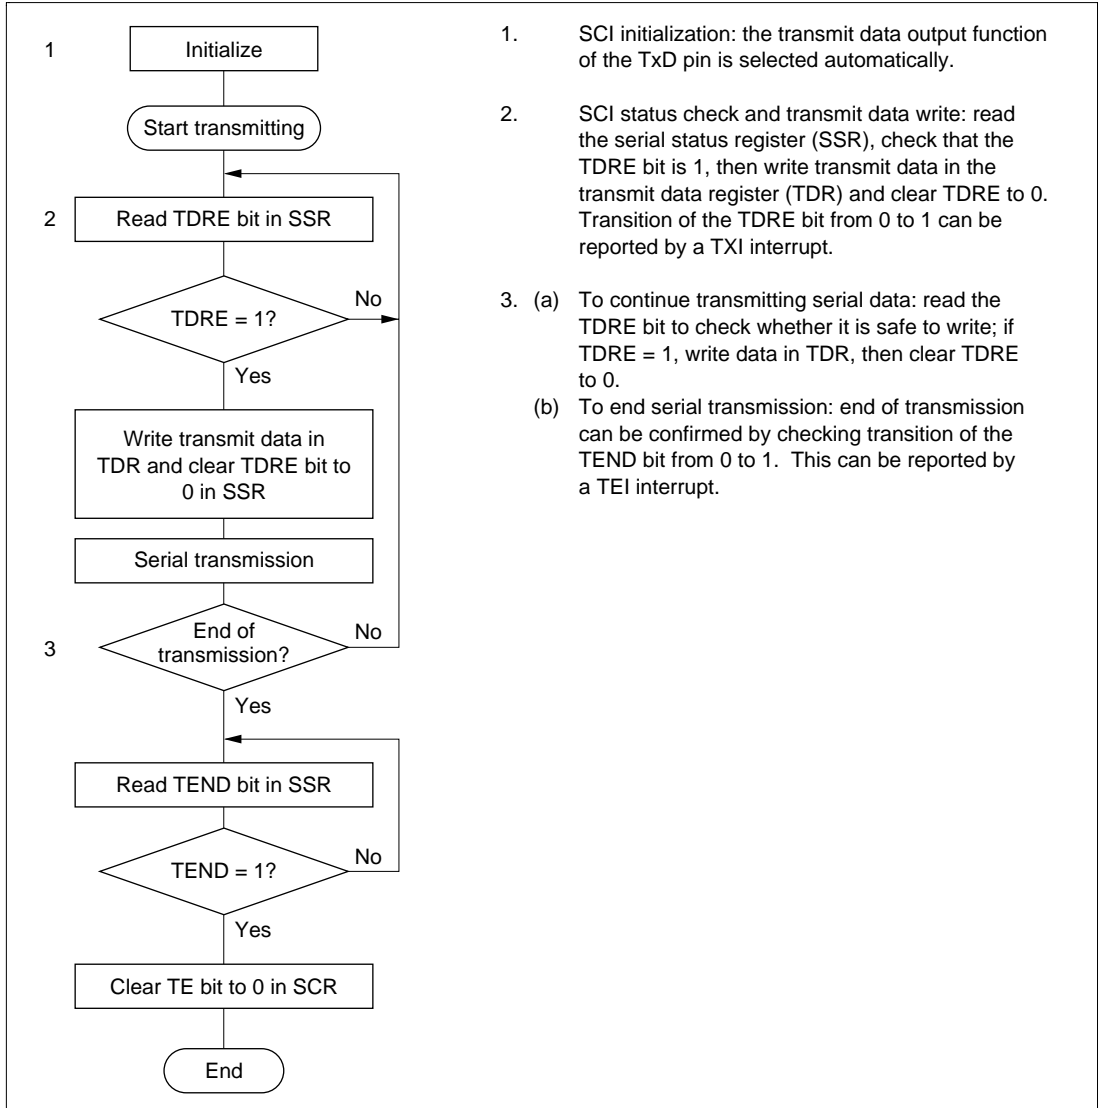 1
Initialize
Start transmitting
2
Read TDRE bit in SSR
TDRE = 1?
No
Yes
Write transmit data in
TDR and clear TDRE bit to
0 in SSR
Serial transmission
3
End of
transmission?
No
Yes
Read TEND bit in SSR
TEND = 1?
No
Yes
Clear TE bit to 0 in SCR
End
1. SCI initialization: the transmit data output function
of the TxD pin is selected automatically.
2. SCI status check and transmit data write: read
the serial status register (SSR), check that the
TDRE bit is 1, then write transmit data in the
transmit data register (TDR) and clear TDRE to 0.
Transition of the TDRE bit from 0 to 1 can be
reported by a TXI interrupt.
3. (a) To continue transmitting serial data: read the
TDRE bit to check whether it is safe to write; if
TDRE = 1, write data in TDR, then clear TDRE
to 0.
(b) To end serial transmission: end of transmission
can be confirmed by checking transition of the
TEND bit from 0 to 1. This can be reported by
a TEI interrupt.